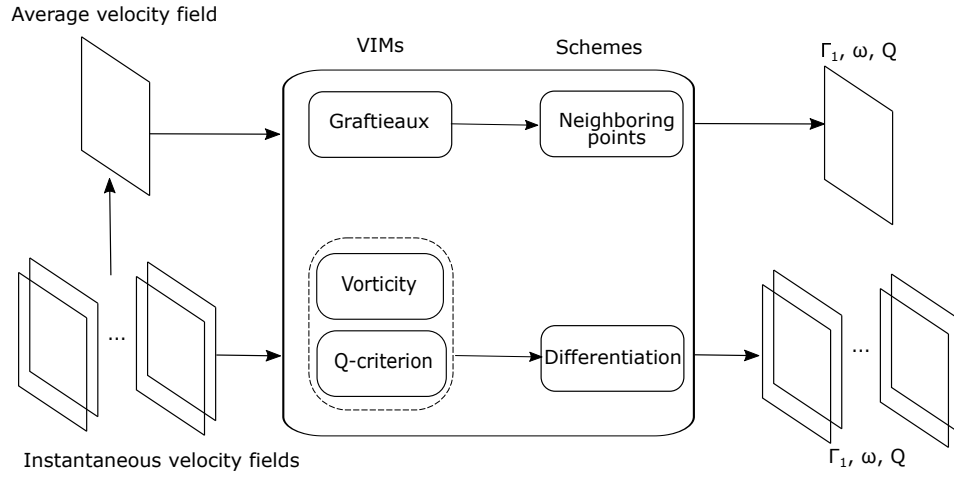 Average velocity field
VIMs
Schemes
Γ1, ω, Q
Graftieaux
Neighboring
points
Vorticity
...
...
Q-criterion
Differentiation
Instantaneous velocity fields
Γ1, ω, Q